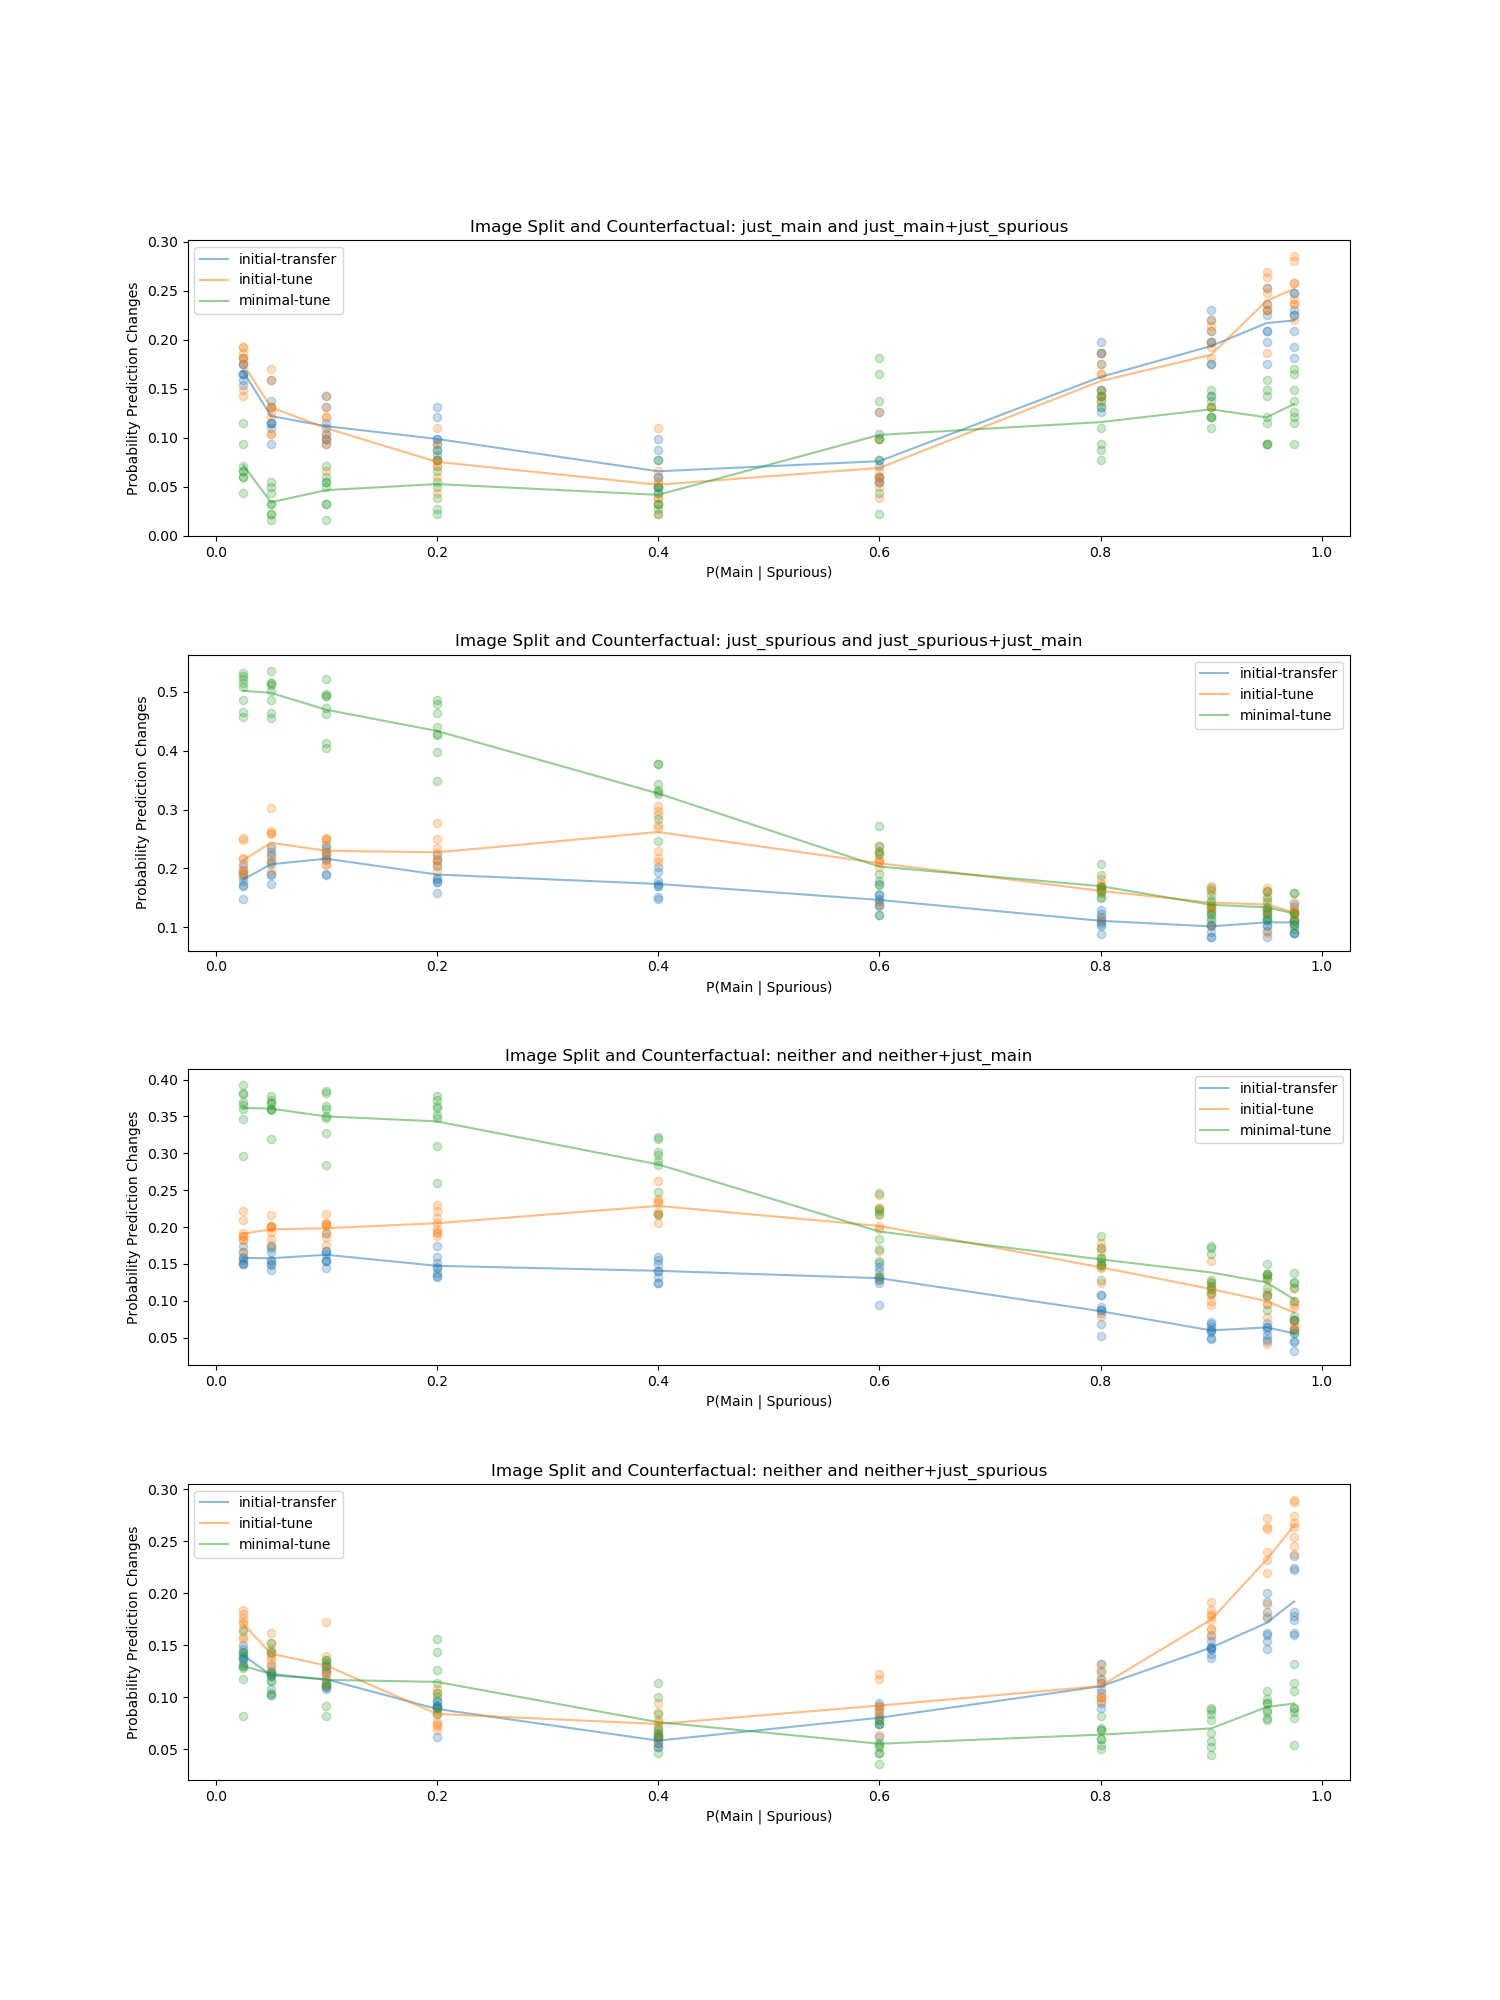 Image Split and Counterfactual: just_main and just_main+just_spurious
0.30
0.25
0.20
0.15
0.10
0.05
0.00
Probability Prediction Changes
initial-transfer
initial-tune
minimal-tune
0.0 0.2 0.4 0.6 0.8 1.0
P(Main | Spurious)
Image Split and Counterfactual: just_spurious and just_spurious+just_main
0.5
0.4
0.3
0.2
0.1
Probability Prediction Changes
initial-transfer
initial-tune
minimal-tune
0.0 0.2 0.4 0.6 0.8 1.0
P(Main | Spurious)
Image Split and Counterfactual: neither and neither+just_main
0.40
0.35
0.30
0.25
0.20
0.15
0.10
0.05
Probability Prediction Changes
initial-transfer
initial-tune
minimal-tune
0.0 0.2 0.4 0.6 0.8 1.0
P(Main | Spurious)
Image Split and Counterfactual: neither and neither+just_spurious
0.30
0.25
0.20
0.15
0.10
0.05
Probability Prediction Changes
initial-transfer
initial-tune
minimal-tune
0.0 0.2 0.4 0.6 0.8 1.0
P(Main | Spurious)